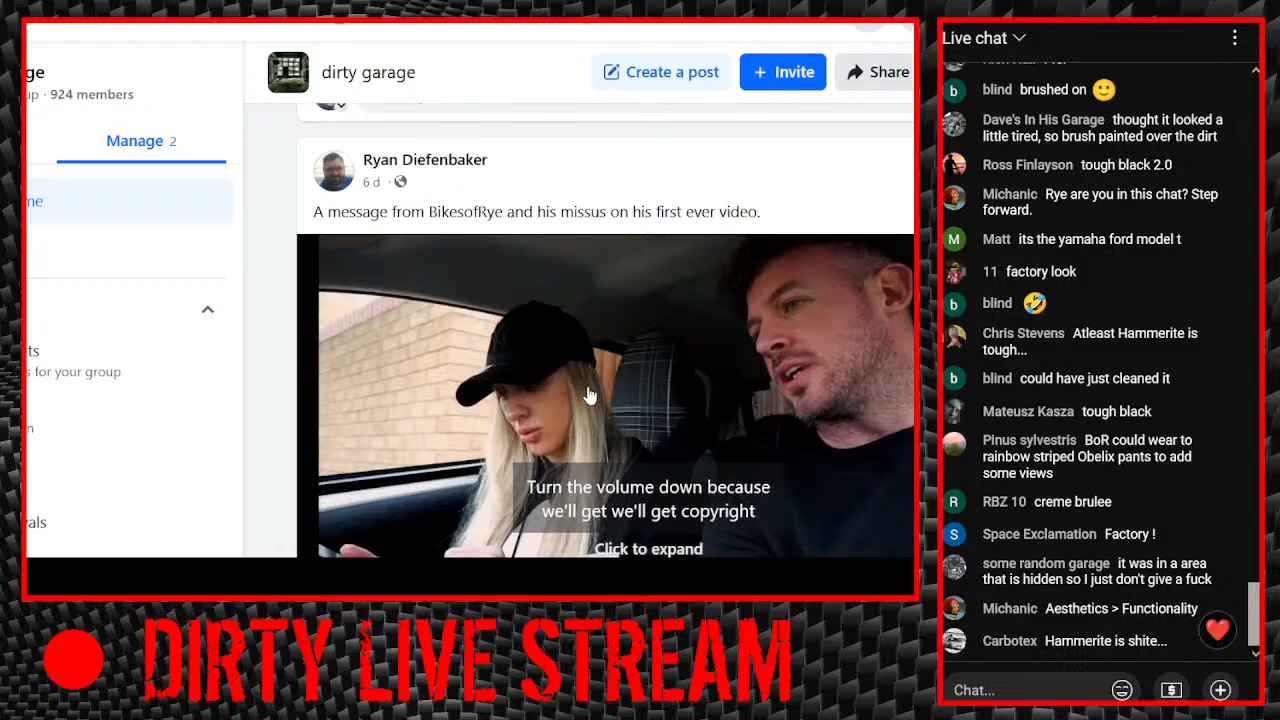 ge
dirty garage
Create a post
+ Invite
Share
up · 924 members
Manage 2
me
Ryan Diefenbaker
6 d ·
A message from BikesofRye and his missus on his first ever video.
ts
s for your group
n
vals
Turn the volume down because
we'll get we'll get copyright
Click to expand
DIRTY LIVE STREAM
Live chat
blind brushed on 🙂
Dave's In His Garage thought it looked a
little tired, so brush painted over the dirt
Ross Finlayson tough black 2.0
Michanic Rye are you in this chat? Step
forward.
Matt its the yamaha ford model t
11 factory look
blind 🤣
Chris Stevens Atleast Hammerite is
tough...
blind could have just cleaned it
Mateusz Kasza tough black
Pinus sylvestris BoR could wear to
rainbow striped Obelix pants to add
some views
RBZ 10 creme brulee
Space Exclamation Factory !
some random garage it was in a area
that is hidden so I just don't give a fuck
Michanic Aesthetics > Functionality
Carbotex Hammerite is shite...
Chat...